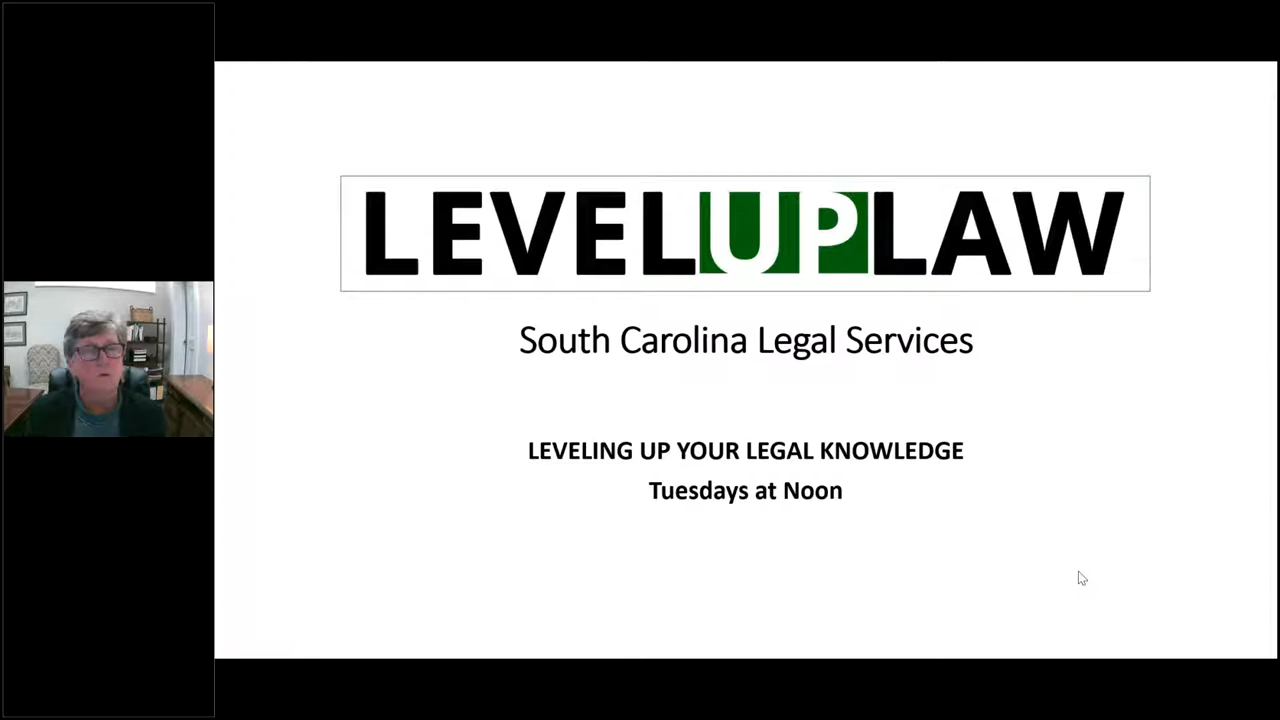 LEVELUPLAW
South Carolina Legal Services
LEVELING UP YOUR LEGAL KNOWLEDGE
Tuesdays at Noon